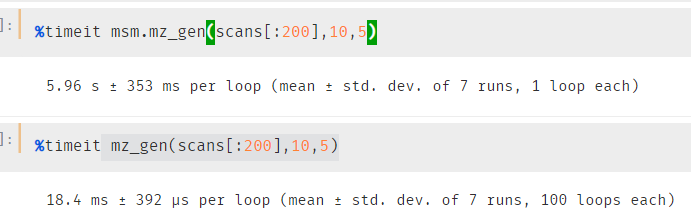 ]: %timeit msm.mz_gen(scans[:200],10,5)
5.96 s ± 353 ms per loop (mean ± std. dev. of 7 runs, 1 loop each)
]: %timeit mz_gen(scans[:200],10,5)
18.4 ms ± 392 µs per loop (mean ± std. dev. of 7 runs, 100 loops each)